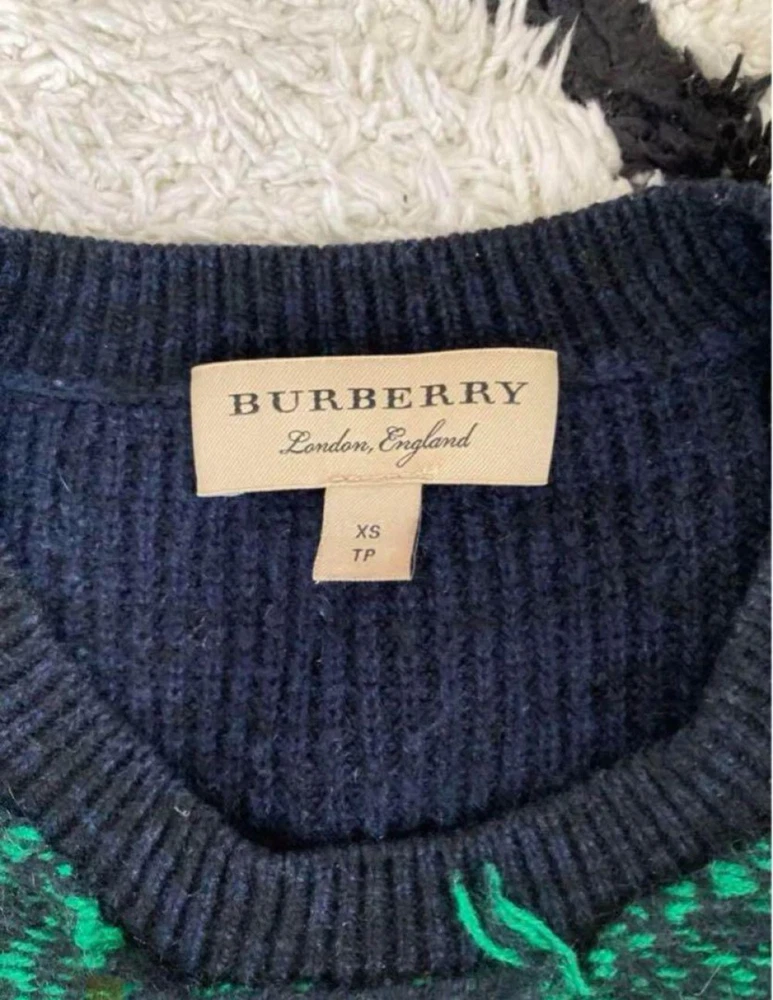 BURBERRY
London, England
XS
TP